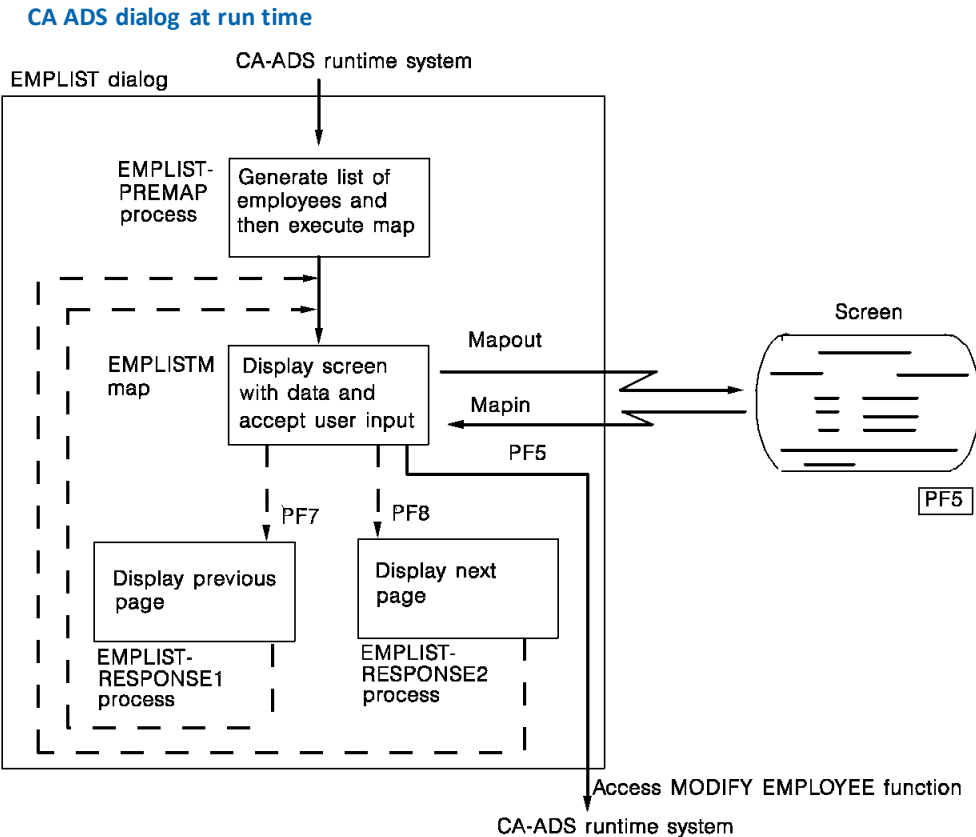 CA ADS dialog at run time
CA-ADS runtime system
EMPLIST dialog
EMPLIST-
PREMAP
process
Generate list of
employees and
then execute map
Screen
EMPLISTM
map
Display screen
with data and
accept user input
Mapout
Mapin
PF5
PF5
PF7
PF8
Display previous
page
Display next
page
EMPLIST-
RESPONSE1
process
EMPLIST-
RESPONSE2
process
Access MODIFY EMPLOYEE function
CA-ADS runtime system